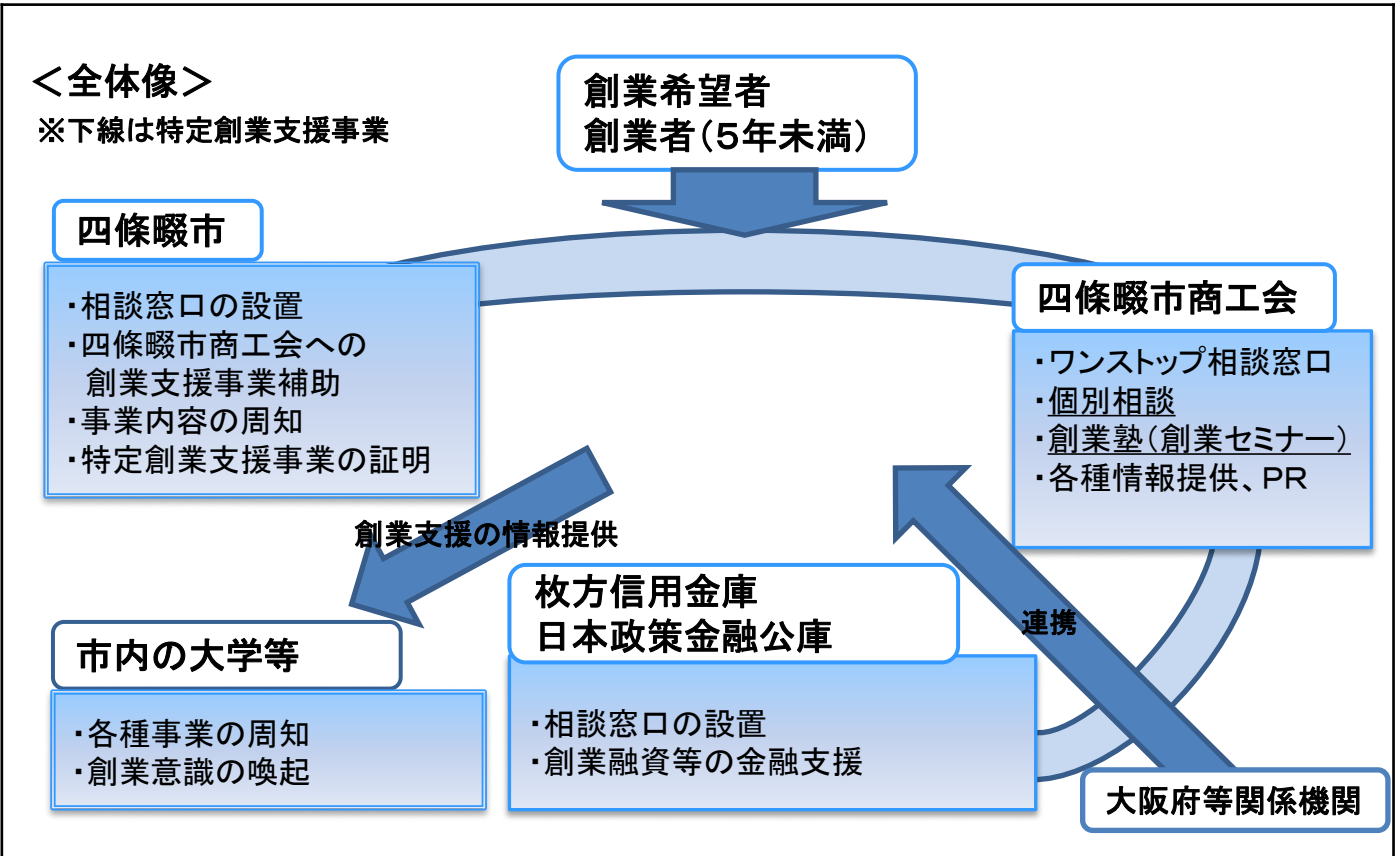 <全体像>
※下線は特定創業支援事業
創業希望者
創業者(5年未満)
四條畷市
・相談窓口の設置
・四條畷市商工会への
創業支援事業補助
・事業内容の周知
・特定創業支援事業の証明
四條畷市商工会
・ワンストップ相談窓口
・個別相談
・創業塾(創業セミナー)
・各種情報提供、PR
創業支援の情報提供
連携
市内の大学等
・各種事業の周知
・創業意識の喚起
枚方信用金庫
日本政策金融公庫
・相談窓口の設置
・創業融資等の金融支援
大阪府等関係機関